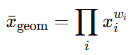 x̄_geom = ∏_i x_i^{w_i}